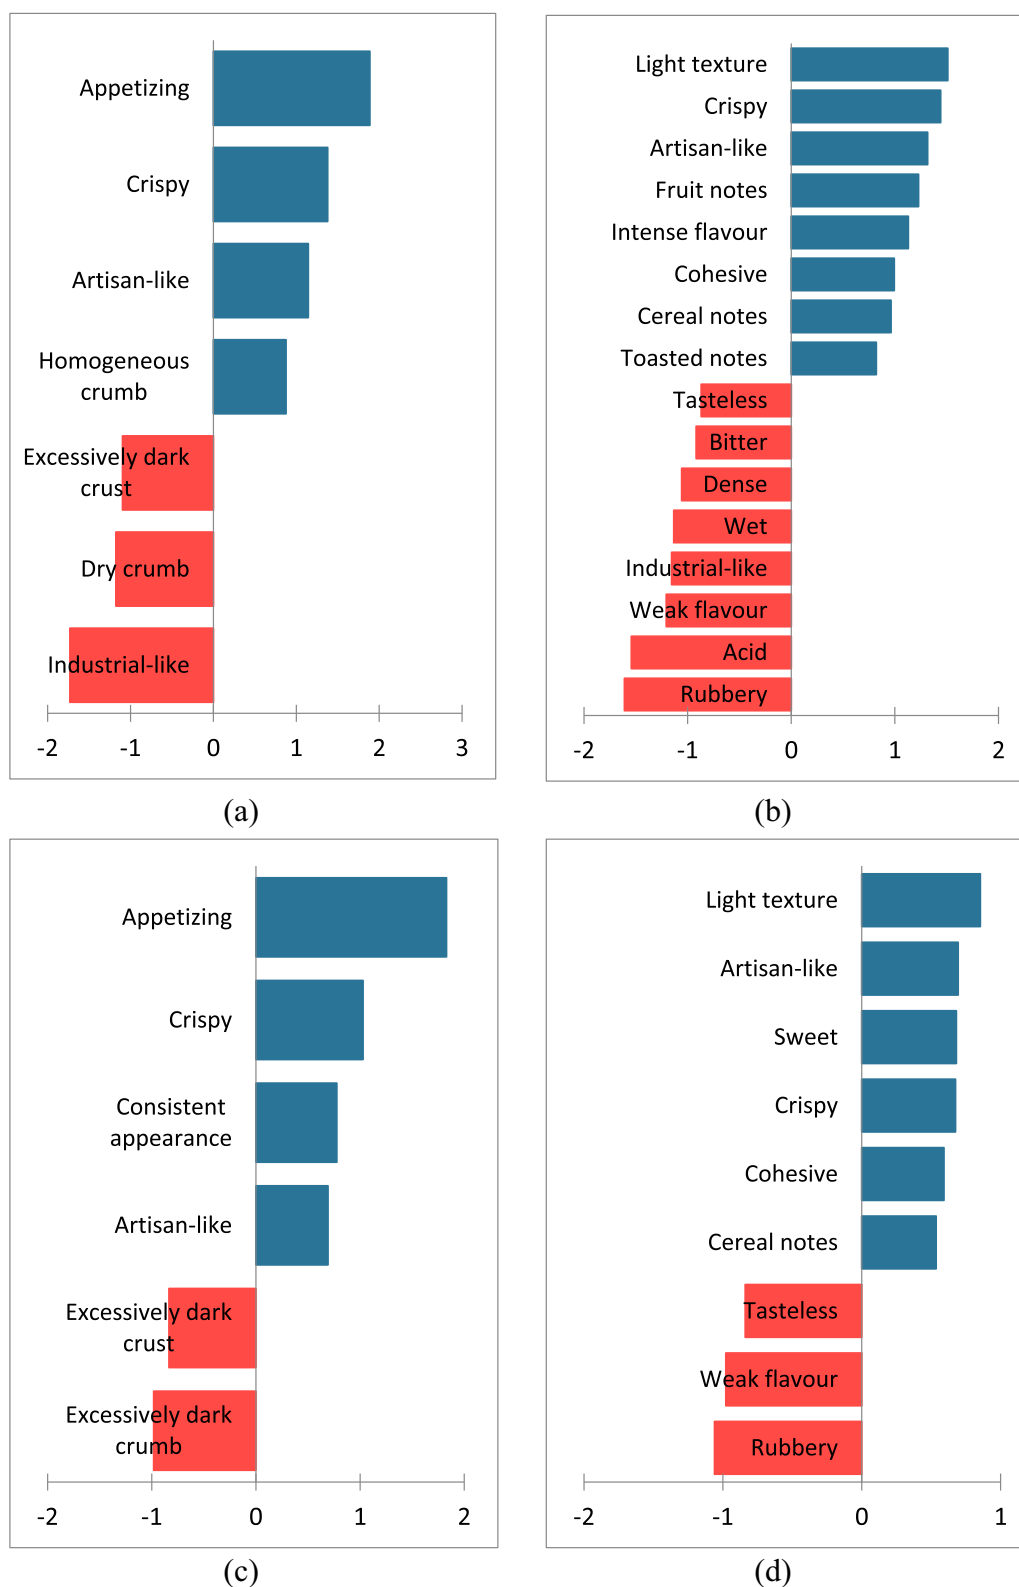 Appetizing
Crispy
Artisan-like
Homogeneous
crumb
Excessively dark
crust
Dry crumb
Industrial-like
-2 -1 0 1 2 3
(a)
Light texture
Crispy
Artisan-like
Fruit notes
Intense flavour
Cohesive
Cereal notes
Toasted notes
Tasteless
Bitter
Dense
Wet
Industrial-like
Weak flavour
Acid
Rubbery
-2 -1 0 1 2
(b)
Appetizing
Crispy
Consistent
appearance
Artisan-like
Excessively dark
crust
Excessively dark
crumb
-2 -1 0 1 2
(c)
Light texture
Artisan-like
Sweet
Crispy
Cohesive
Cereal notes
Tasteless
Weak flavour
Rubbery
-2 -1 0 1
(d)